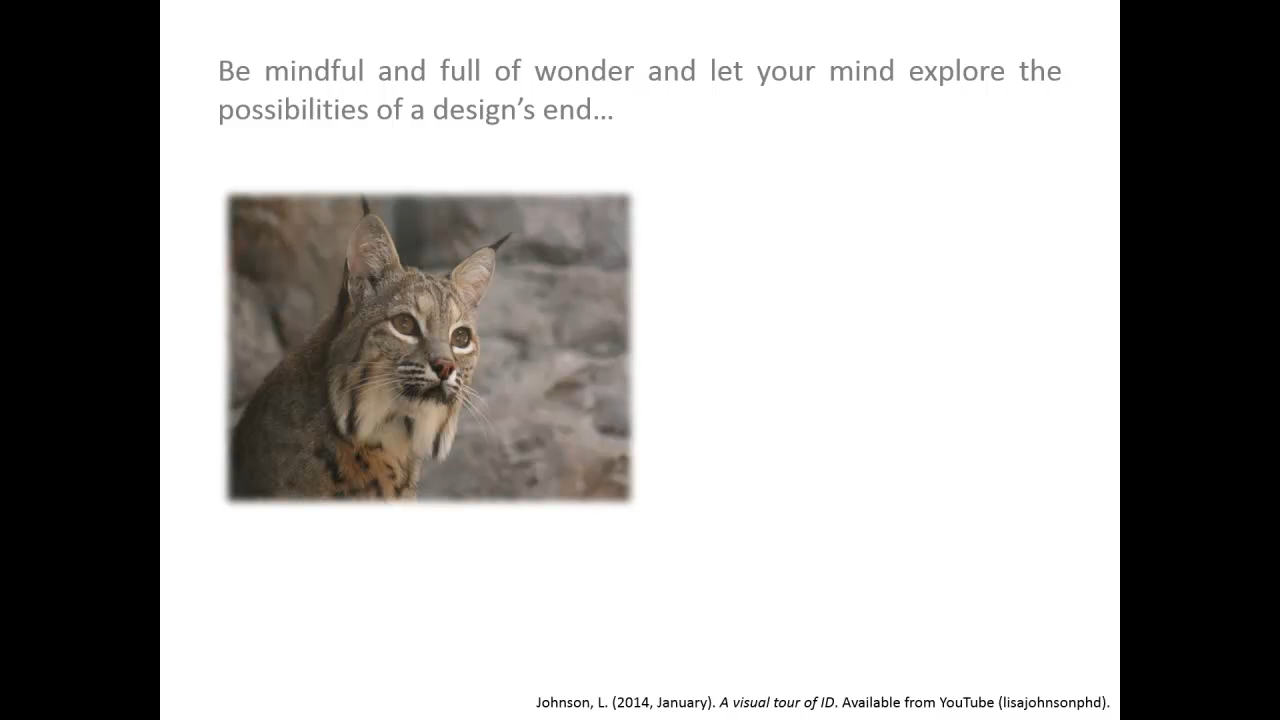 Be mindful and full of wonder and let your mind explore the
possibilities of a design’s end…
Johnson, L. (2014, January). A visual tour of ID. Available from YouTube (lisajohnsonphd).